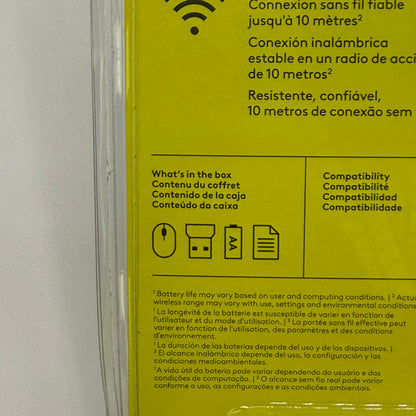 Connexion sans fil fiable
jusqu'à 10 mètres²
Conexión inalámbrica
estable en un radio de acci
de 10 metros²
Resistente, confiável,
10 metros de conexão sem
What's in the box
Contenu du coffret
Contenido de la caja
Conteúdo da caixa
Compatibility
Compatibilité
Compatibilidad
Compatibilidade
AA
¹ Battery life may vary based on user and computing conditions. | ² Actua
wireless range may vary with use, settings and environmental conditions
¹ La longévité de la batterie est susceptible de varier en fonction de
l'utilisateur et du mode d'utilisation. | ² La portée sans fil effective peut
varier en fonction de l'utilisation, des paramètres et des conditions
d'environnement.
¹ La duración de las baterías depende del uso y de los dispositivos. |
² El alcance inalámbrico depende del uso, la configuración y las
condiciones medioambientales.
¹ A vida útil da bateria pode variar dependendo do usuário e das
condições de computação. | ² O alcance sem fio real pode variar
conforme o uso, as configurações e as condições ambientais.